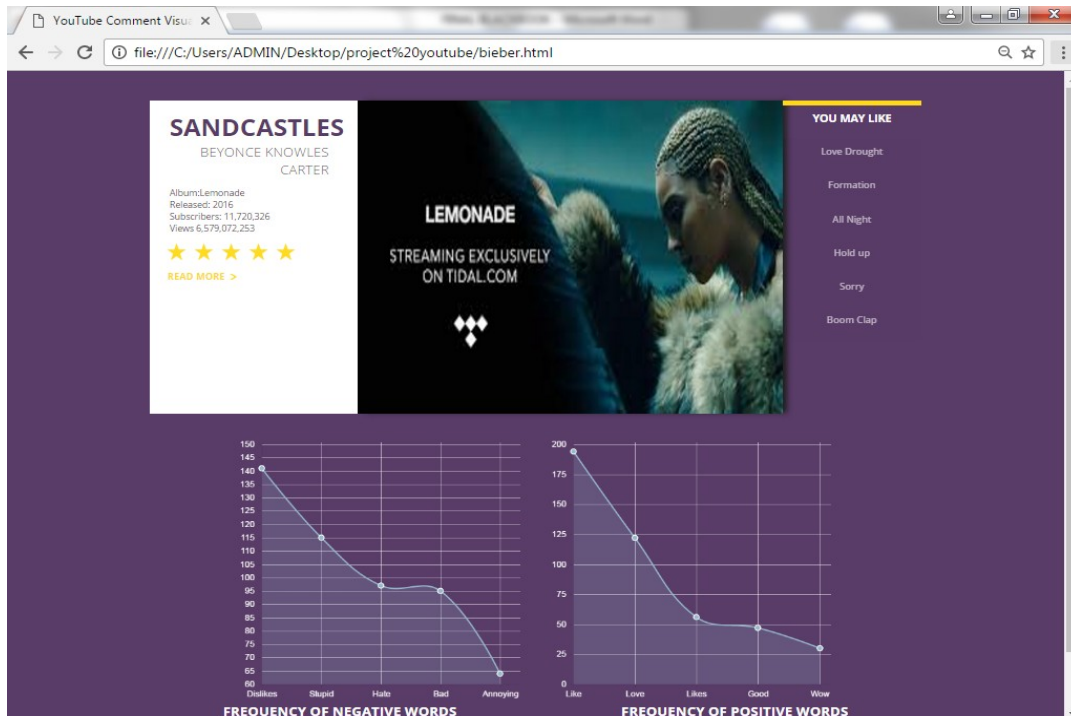 YouTube Comment Visu
file:///C:/Users/ADMIN/Desktop/project%20youtube/bieber.html
SANDCASTLES
BEYONCE KNOWLES
CARTER
Album:Lemonade
Released: 2016
Subscribers: 11,720,326
Views 6,579,072,253
READ MORE >
LEMONADE
STREAMING EXCLUSIVELY
ON TIDAL.COM
YOU MAY LIKE
Love Drought
Formation
All Night
Hold up
Sorry
Boom Clap
150
145
140
135
130
125
120
115
110
105
100
95
90
85
80
75
70
65
60
Dislikes Stupid Hate Bad Annoying
FREQUENCY OF NEGATIVE WORDS
200
175
150
125
100
75
50
25
0
Like Love Likes Good Wow
FREQUENCY OF POSITIVE WORDS